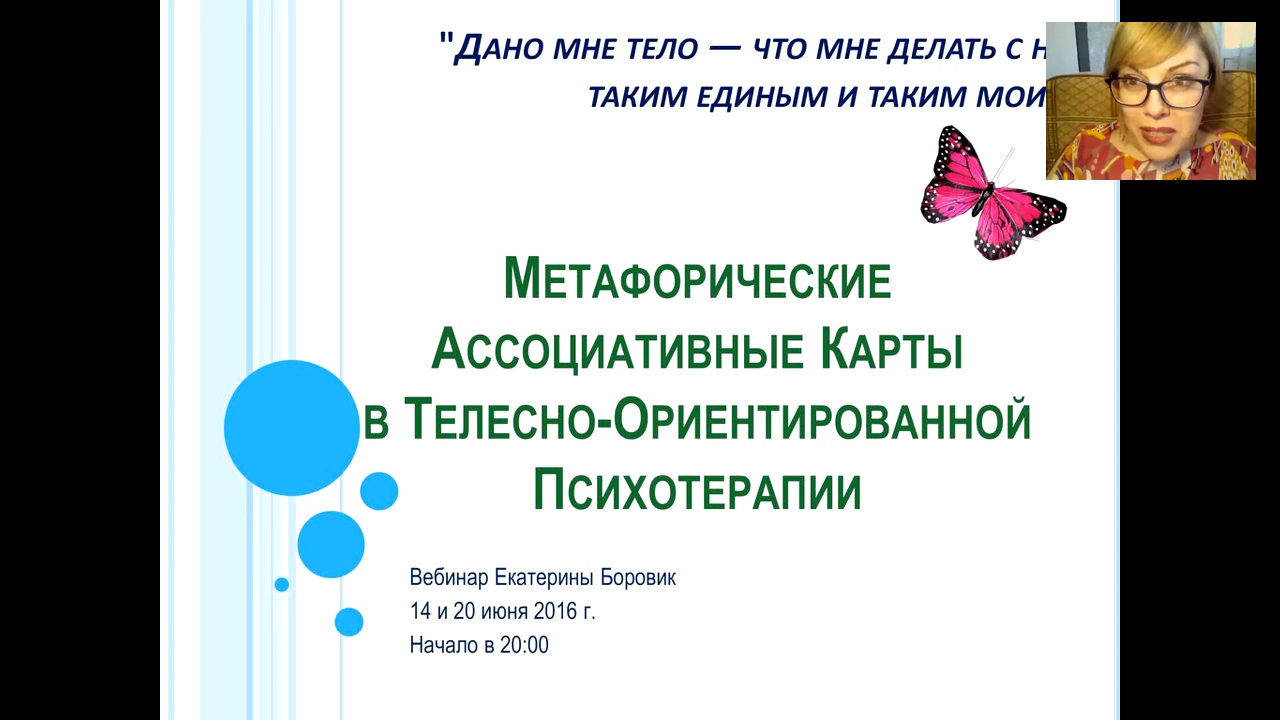 "Дано мне тело — что мне делать с
таким единым и таким
Метафорические
Ассоциативные Карты
в Телесно-Ориентированной
Психотерапии
Вебинар Екатерины Боровик
14 и 20 июня 2016 г.
Начало в 20:00